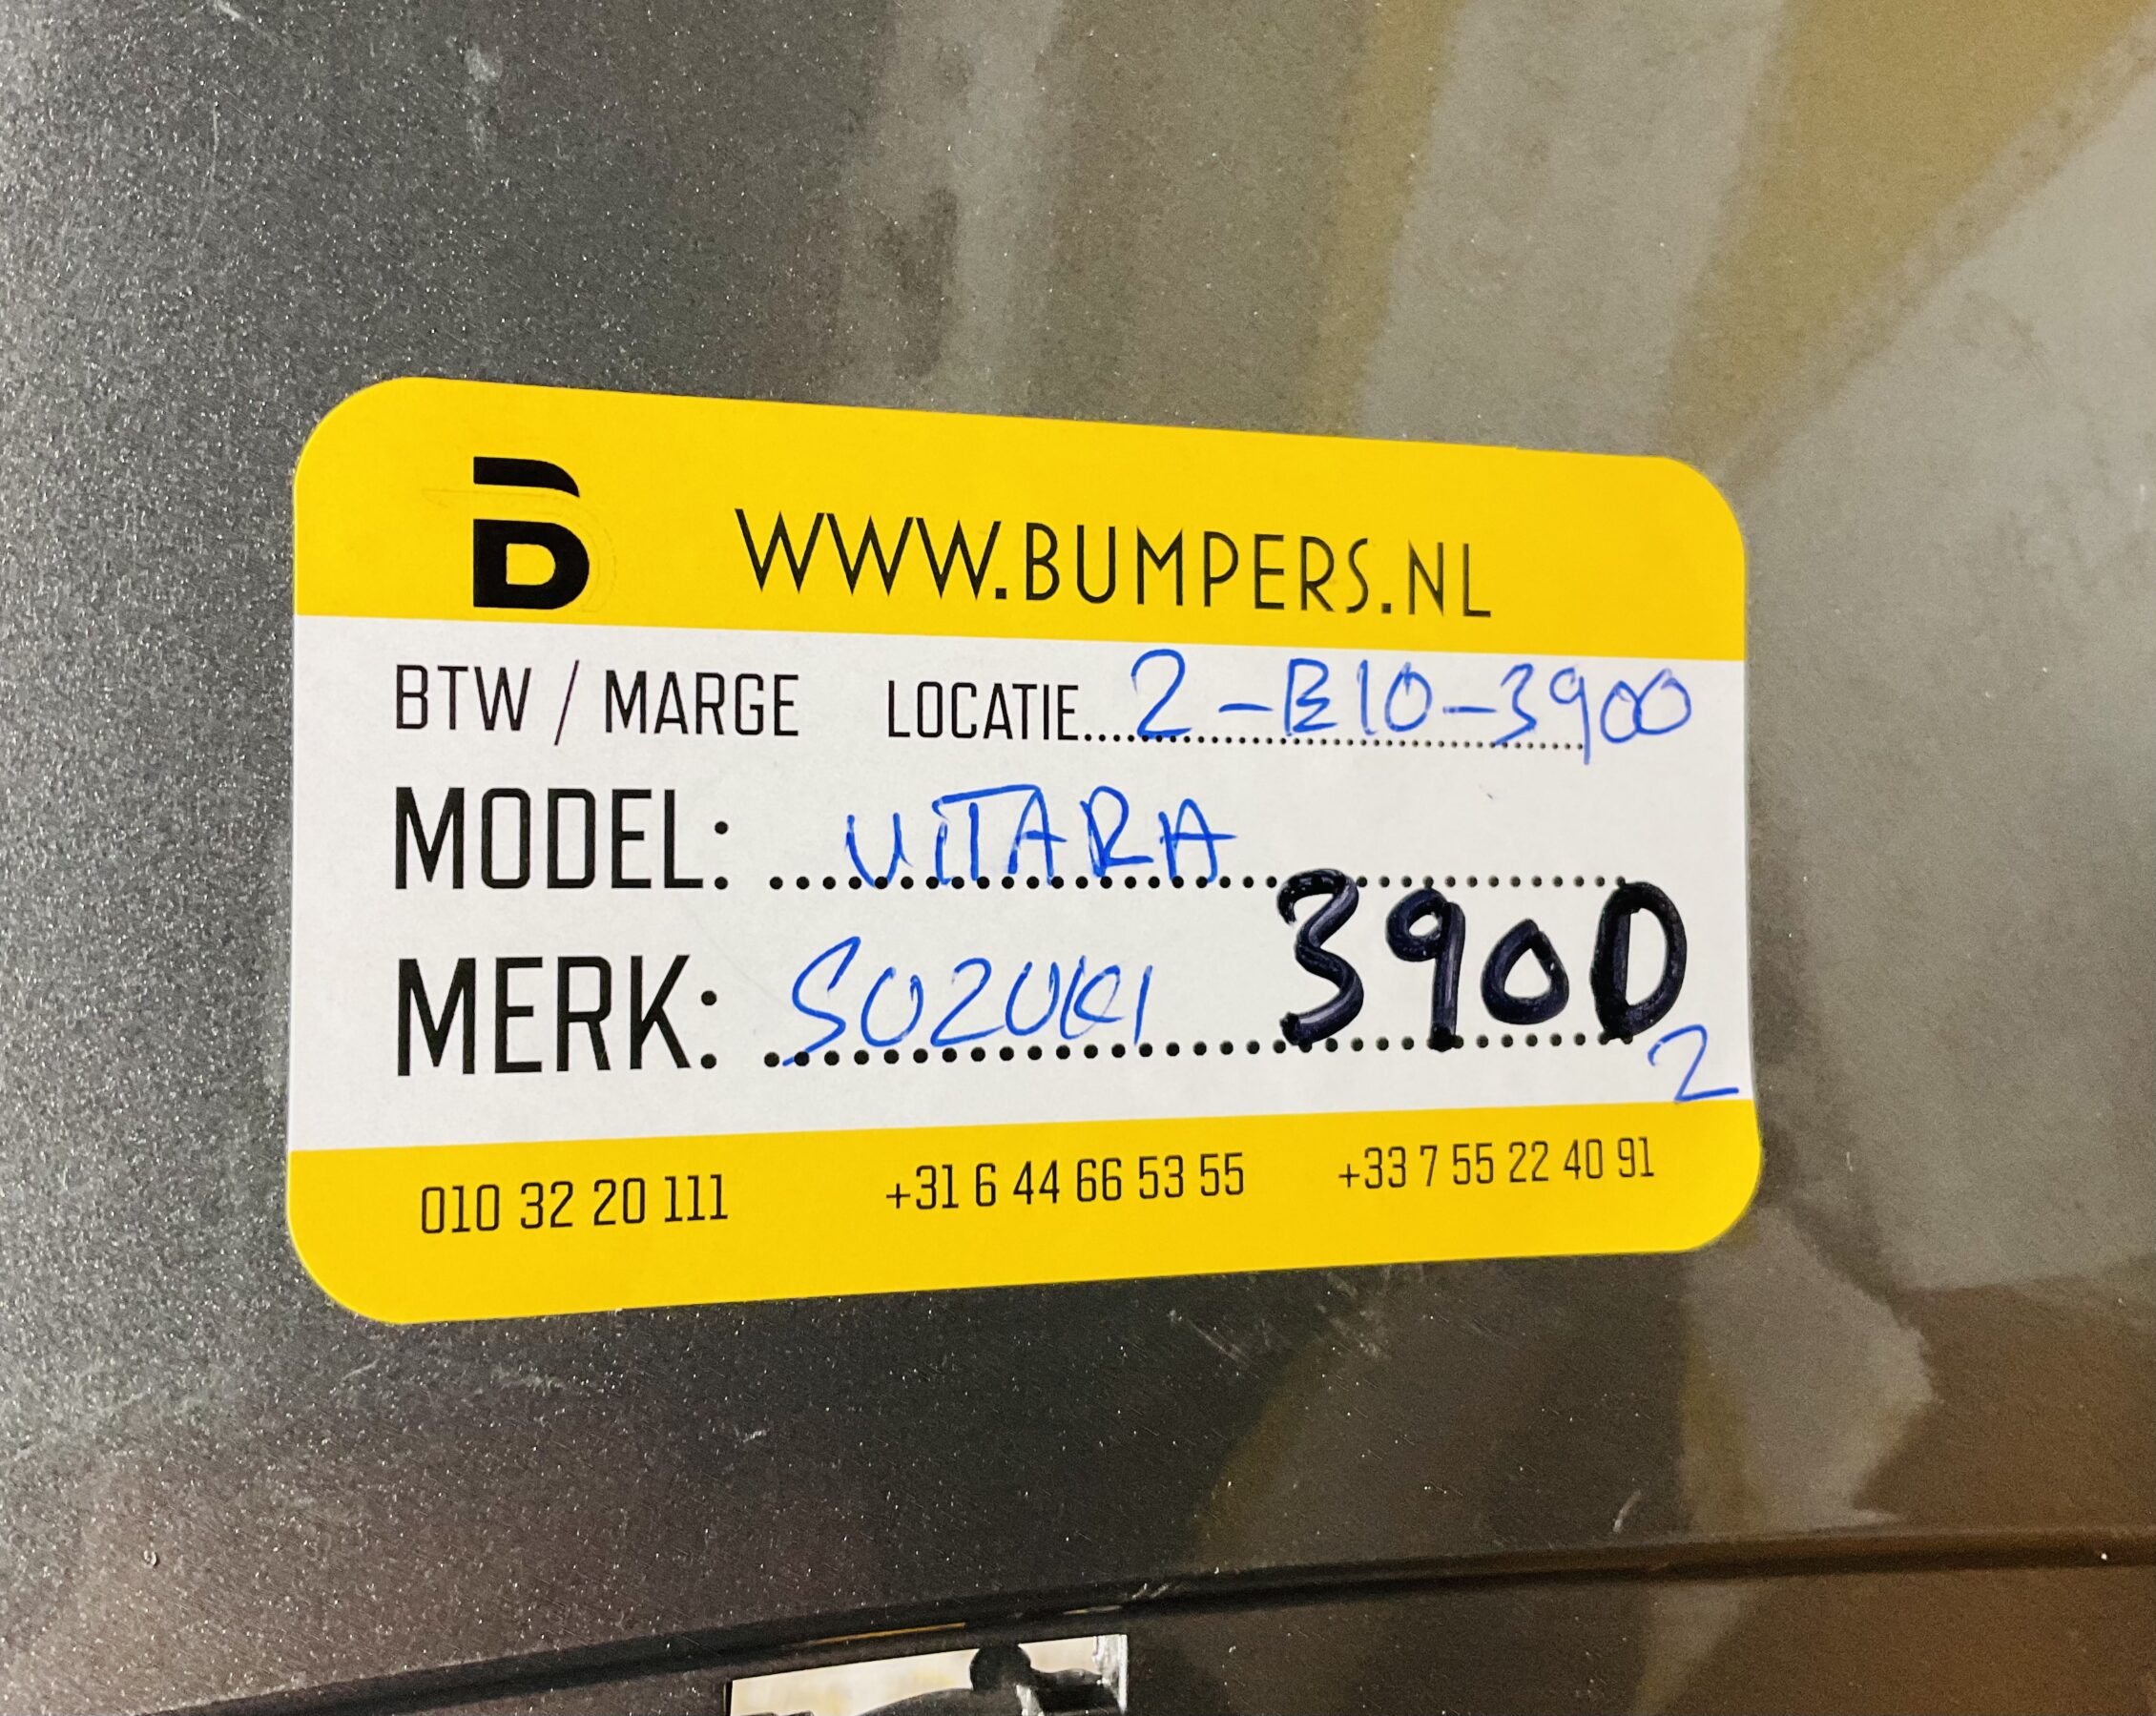 B WWW.BUMPERS.NL
BTW / MARGE LOCATIE 2-B10-3900
MODEL: VITARA
MERK: SUZUKI 3900
2
010 32 20 111 +31 6 44 66 53 55 +33 7 55 22 40 91